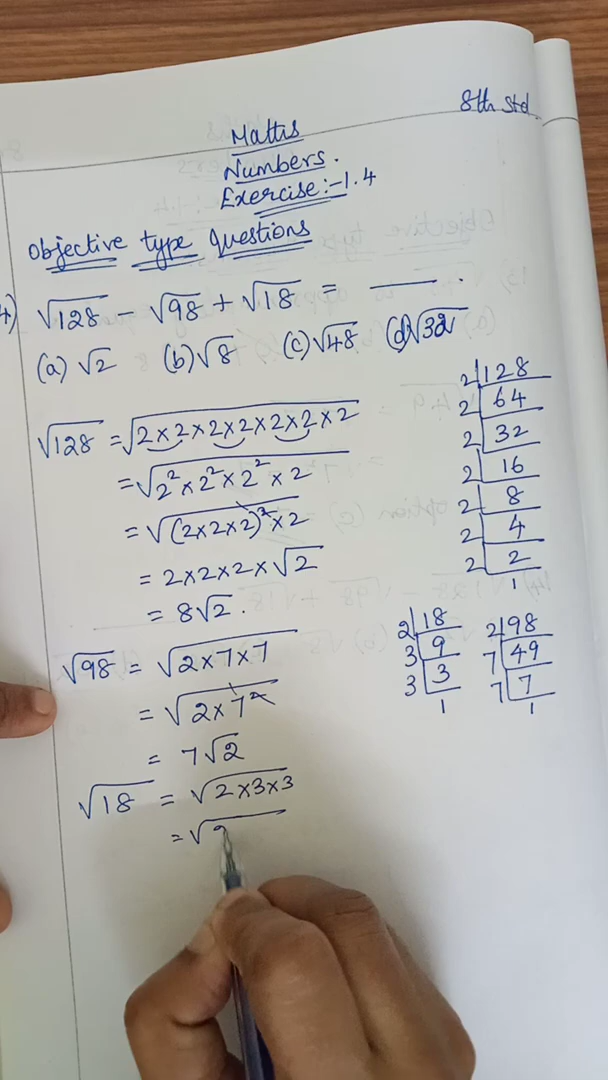 8th std
Maths
Numbers.
Exercise:-1.4
Objective type Questions
4) √128 - √98 + √18 = ____ .
(a) √2 (b) √8 (c) √48 (d) √32
√128 = √2×2×2×2×2×2×2
= √2²×2²×2²×2
= √(2×2×2)²×2
= 2×2×2×√2
= 8√2.
2 128
2 64
2 32
2 16
2 8
2 4
2 2
1
√98 = √2×7×7
= √2×7²
= 7√2
2 18
3 9
3 3
1
2 98
7 49
7 7
1
√18 = √2×3×3
= √